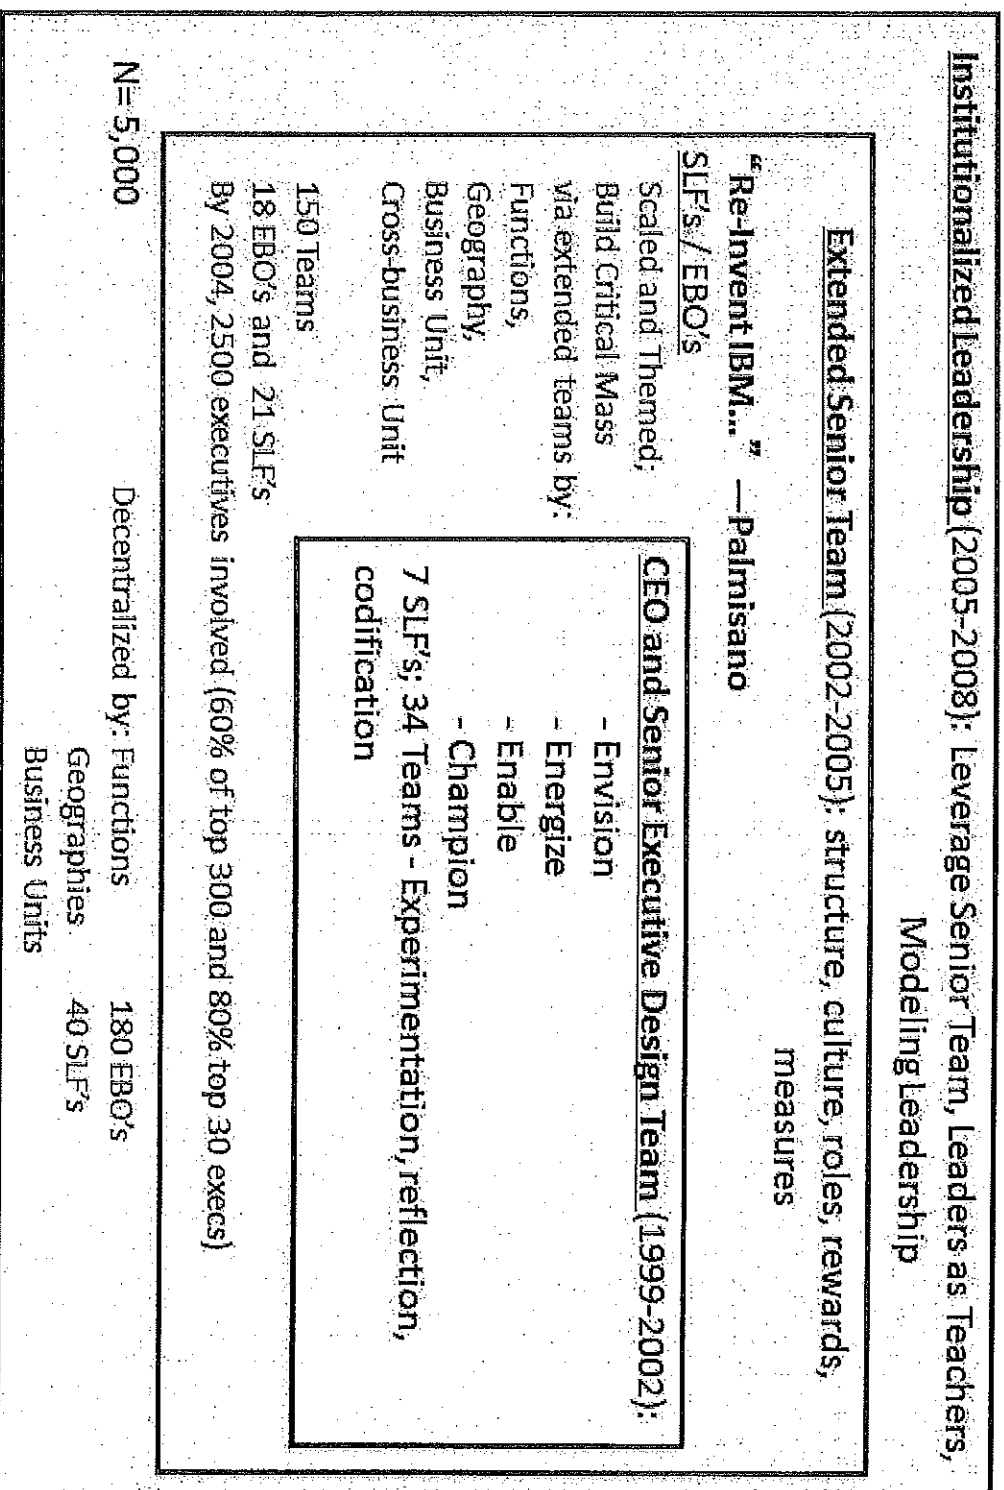 Institutionalized Leadership (2005-2008): Leverage Senior Team, Leaders as Teachers,
Modeling Leadership
Extended Senior Team (2002-2005): structure, culture, roles, rewards,
measures
"Re-Invent IBM..." —Palmisano
SLF's / EBO's
Scaled and Themed;
Build Critical Mass
via extended teams by:
Functions,
Geography,
Business Unit,
Cross-business Unit
150 Teams
18 EBO's and 21 SLF's
By 2004, 2500 executives involved (60% of top 300 and 80% top 30 execs)
CEO and Senior Executive Design Team (1999-2002):
- Envision
- Energize
- Enable
- Champion
7 SLF's; 34 Teams - Experimentation, reflection,
codification
N= 5,000
Decentralized by: Functions 180 EBO's
Geographies 40 SLF's
Business Units